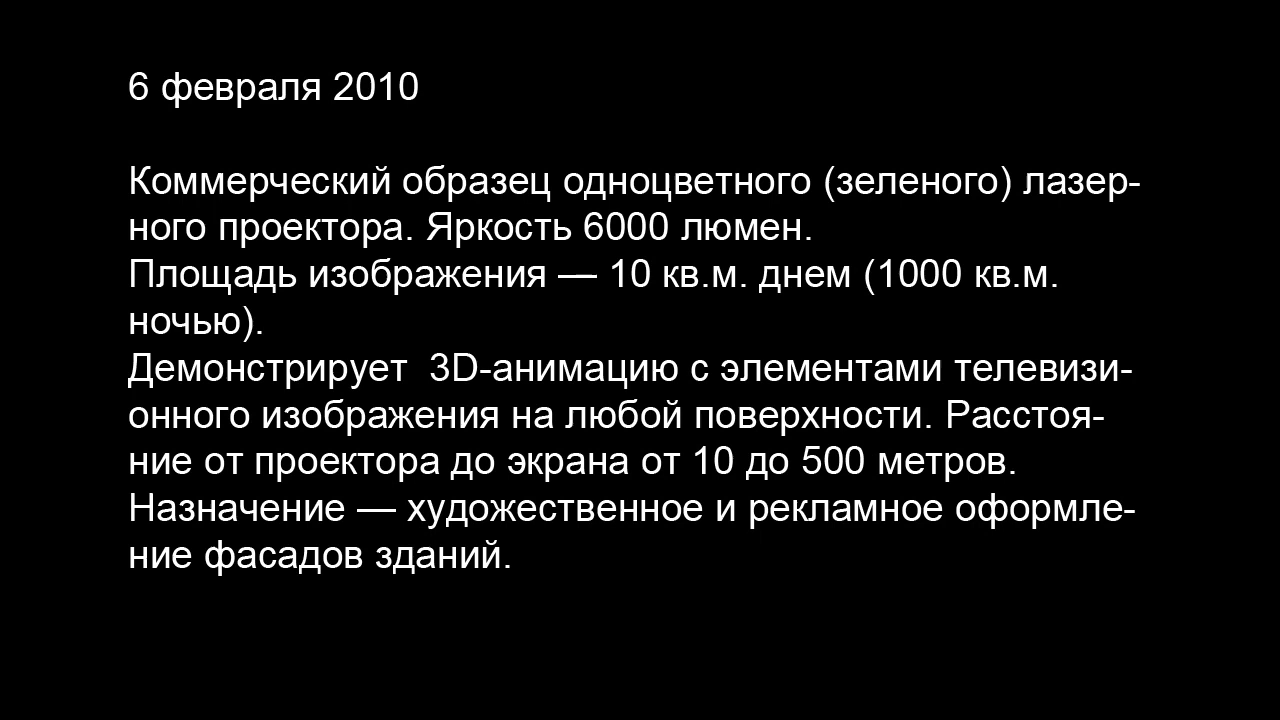 6 февраля 2010
Коммерческий образец одноцветного (зеленого) лазер-
ного проектора. Яркость 6000 люмен.
Площадь изображения — 10 кв.м. днем (1000 кв.м.
ночью).
Демонстрирует  3D-анимацию с элементами телевизи-
онного изображения на любой поверхности. Расстоя-
ние от проектора до экрана от 10 до 500 метров.
Назначение — художественное и рекламное оформле-
ние фасадов зданий.